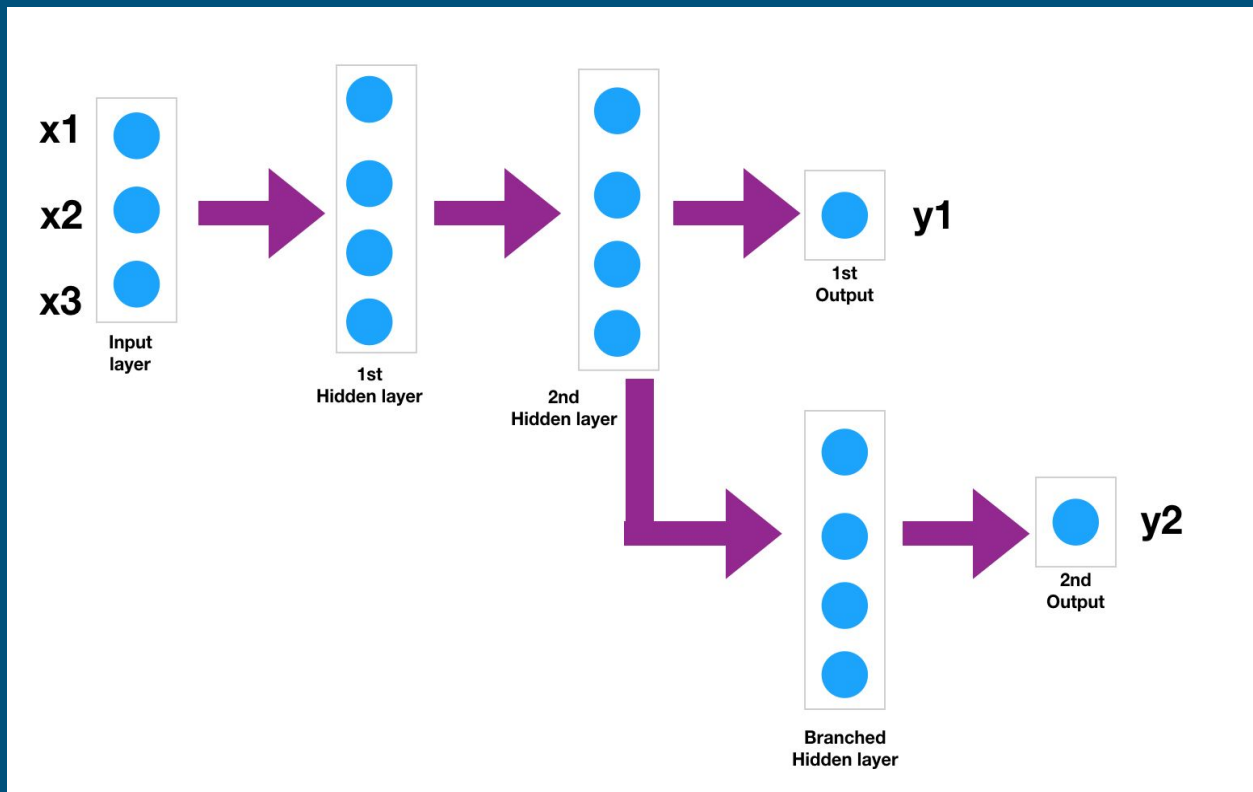 x1
x2
x3
Input
layer
1st
Hidden layer
2nd
Hidden layer
1st
Output
y1
Branched
Hidden layer
2nd
Output
y2